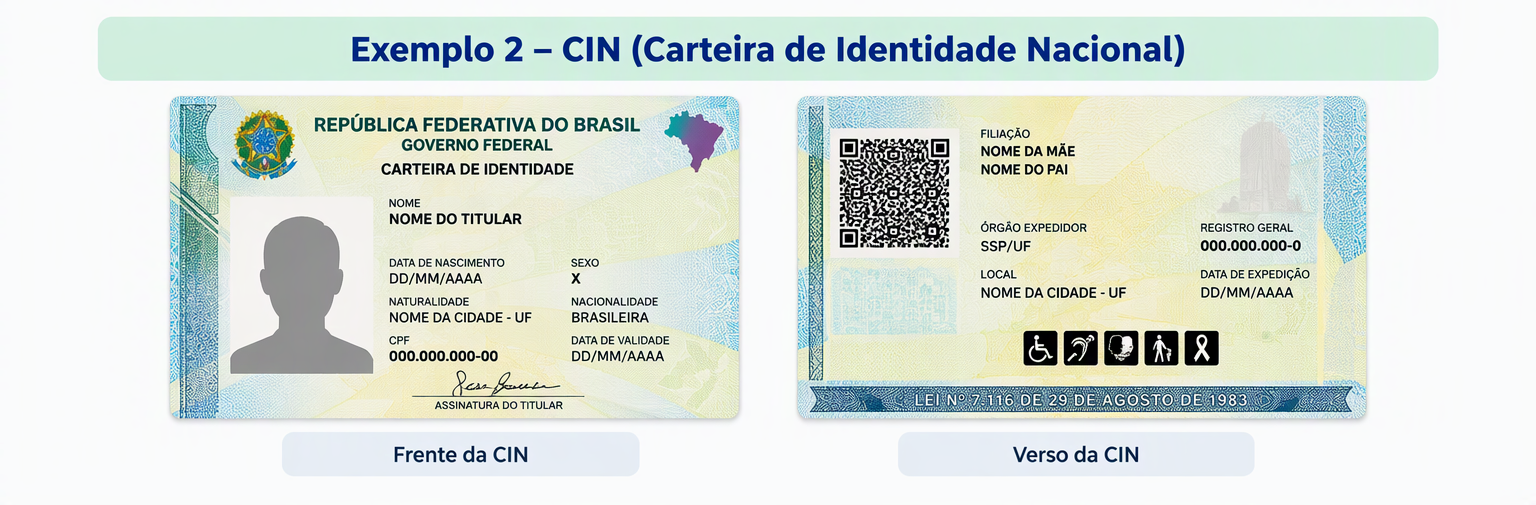 Exemplo 2 – CIN (Carteira de Identidade Nacional)
REPÚBLICA FEDERATIVA DO BRASIL
GOVERNO FEDERAL
CARTEIRA DE IDENTIDADE
NOME
NOME DO TITULAR
DATA DE NASCIMENTO SEXO
DD/MM/AAAA X
NATURALIDADE NACIONALIDADE
NOME DA CIDADE - UF BRASILEIRA
CPF DATA DE VALIDADE
000.000.000-00 DD/MM/AAAA
ASSINATURA DO TITULAR
Frente da CIN
FILIAÇÃO
NOME DA MÃE
NOME DO PAI
ÓRGÃO EXPEDIDOR REGISTRO GERAL
SSP/UF 000.000.000-0
LOCAL DATA DE EXPEDIÇÃO
NOME DA CIDADE - UF DD/MM/AAAA
LEI Nº 7.116 DE 29 DE AGOSTO DE 1983
Verso da CIN